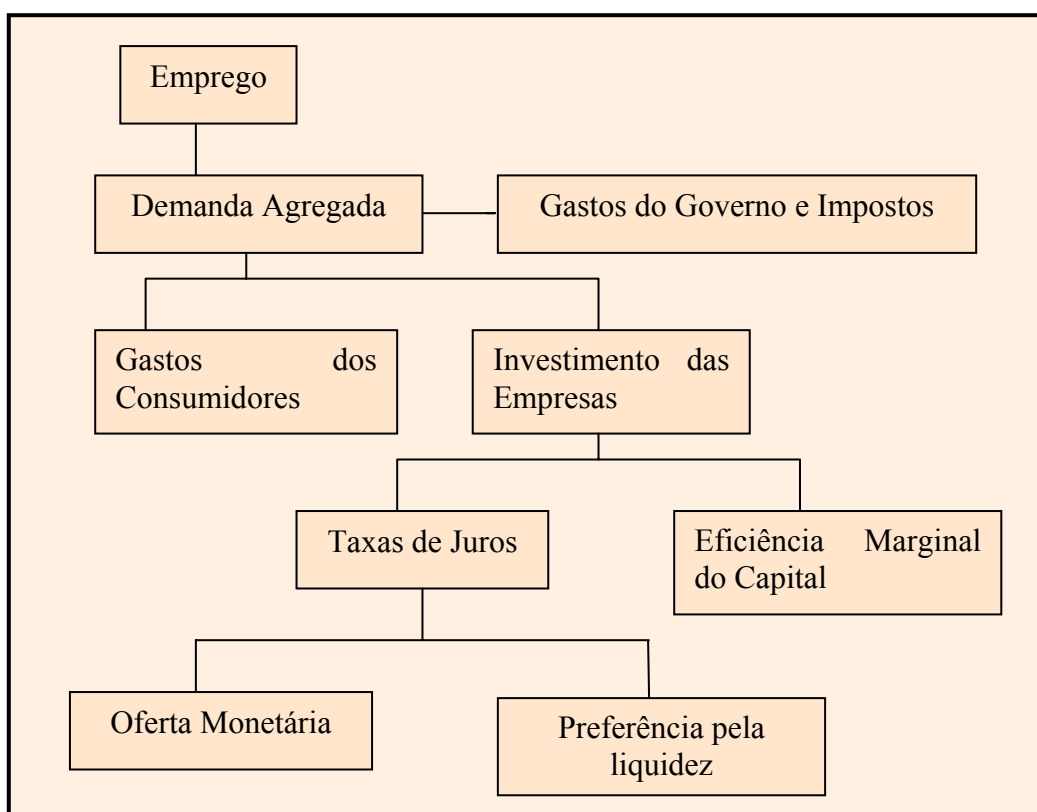 Emprego
Demanda Agregada
Gastos do Governo e Impostos
Gastos dos
Consumidores
Investimento das
Empresas
Taxas de Juros
Eficiência Marginal
do Capital
Oferta Monetária
Preferência pela
liquidez